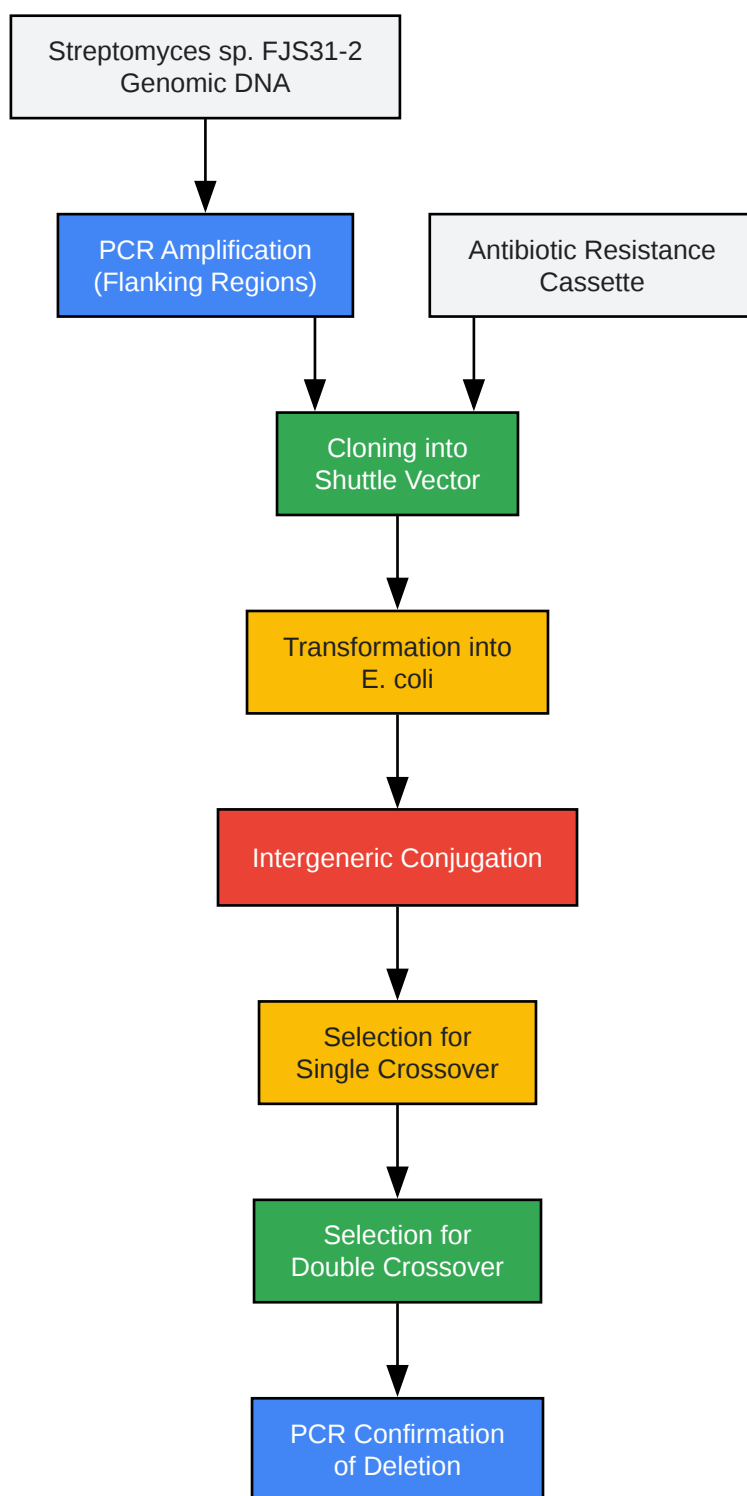 Streptomyces sp. FJS31-2
Genomic DNA
PCR Amplification
(Flanking Regions)
Antibiotic Resistance
Cassette
Cloning into
Shuttle Vector
Transformation into
E. coli
Intergeneric Conjugation
Selection for
Single Crossover
Selection for
Double Crossover
PCR Confirmation
of Deletion